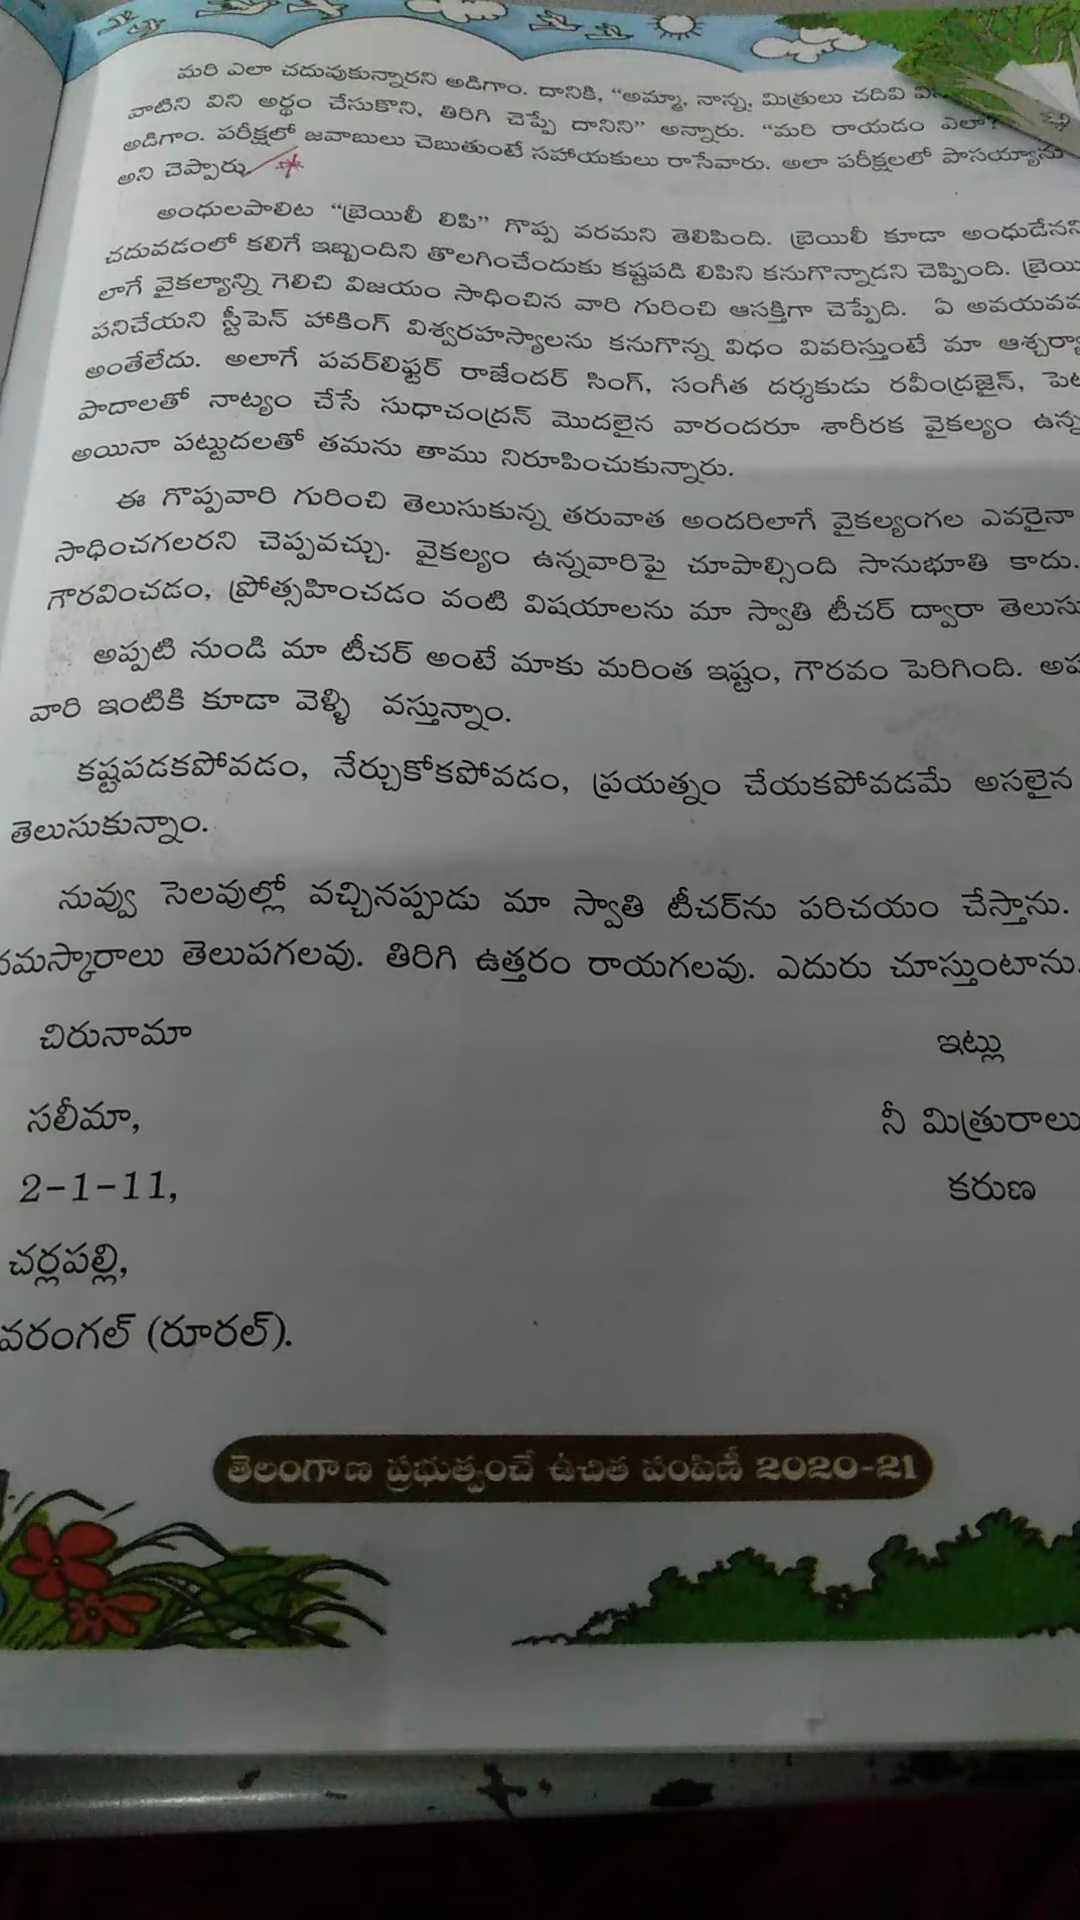 మరి ఎలా చదువుకున్నారని అడిగాం. దానికి, “అమ్మా, నాన్న, మిత్రులు చదివి
వాటిని విని అర్థం చేసుకొని, తిరిగి చెప్పే దానిని” అన్నారు. “మరి రాయడం ఎలా?
అడిగాం. పరీక్షలో జవాబులు చెబుతుంటే సహాయకులు రాసేవారు. అలా పరీక్షలలో పాసయ్యాను
అని చెప్పారు.
అంధులపాలిట “బ్రెయిలీ లిపి” గొప్ప వరమని తెలిపింది. బ్రెయిలీ కూడా అంధుడేనని
చదువడంలో కలిగే ఇబ్బందిని తొలగించేందుకు కష్టపడి లిపిని కనుగొన్నాడని చెప్పింది.
లాగే వైకల్యాన్ని గెలిచి విజయం సాధించిన వారి గురించి ఆసక్తిగా చెప్పేది. ఏ
పనిచేయని స్టీపెన్ హాకింగ్ విశ్వరహస్యాలను కనుగొన్న విధం వివరిస్తుంటే మా
అంతేలేదు. అలాగే పవర్‌లిఫ్టర్ రాజేందర్ సింగ్, సంగీత దర్శకుడు రవీంద్రజైన్,
పాదాలతో నాట్యం చేసే సుధాచంద్రన్ మొదలైన వారందరూ శారీరక వైకల్యం
అయినా పట్టుదలతో తమను తాము నిరూపించుకున్నారు.
ఈ గొప్పవారి గురించి తెలుసుకున్న తరువాత అందరిలాగే వైకల్యంగల ఎవరైనా
సాధించగలరని చెప్పవచ్చు. వైకల్యం ఉన్నవారిపై చూపాల్సింది సానుభూతి కాదు.
గౌరవించడం, ప్రోత్సహించడం వంటి విషయాలను మా స్వాతి టీచర్ ద్వారా
అప్పటి నుండి మా టీచర్ అంటే మాకు మరింత ఇష్టం, గౌరవం పెరిగింది.
వారి ఇంటికి కూడా వెళ్ళి వస్తున్నాం.
కష్టపడకపోవడం, నేర్చుకోకపోవడం, ప్రయత్నం చేయకపోవడమే అసలైన
తెలుసుకున్నాం.
నువ్వు సెలవుల్లో వచ్చినప్పుడు మా స్వాతి టీచర్‌ను పరిచయం చేస్తాను.
నమస్కారాలు తెలుపగలవు. తిరిగి ఉత్తరం రాయగలవు. ఎదురు చూస్తుంటాను.
చిరునామా
ఇట్లు
సలీమా,
నీ మిత్రురాలు
2-1-11,
కరుణ
చర్లపల్లి,
వరంగల్ (రూరల్).
తెలంగాణ ప్రభుత్వంచే ఉచిత పంపిణీ 2020-21